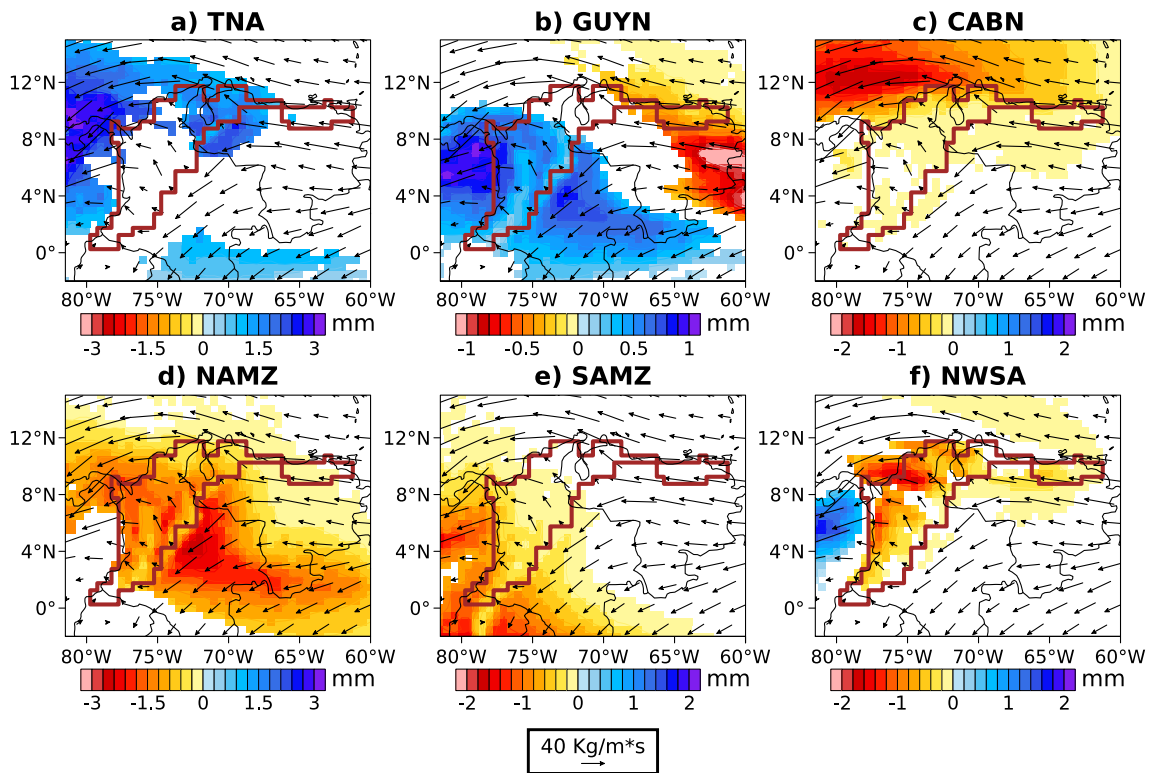 a) TNA
b) GUYN
c) CABN
12°N
8°N
4°N
0°
80°W 75°W 70°W 65°W 60°W
80°W 75°W 70°W 65°W 60°W
80°W 75°W 70°W 65°W 60°W
-3 -1.5 0 1.5 3 mm
-1 -0.5 0 0.5 1 mm
-2 -1 0 1 2 mm
d) NAMZ
e) SAMZ
f) NWSA
12°N
8°N
4°N
0°
80°W 75°W 70°W 65°W 60°W
80°W 75°W 70°W 65°W 60°W
80°W 75°W 70°W 65°W 60°W
-3 -1.5 0 1.5 3 mm
-2 -1 0 1 2 mm
-2 -1 0 1 2 mm
40 Kg/m*s